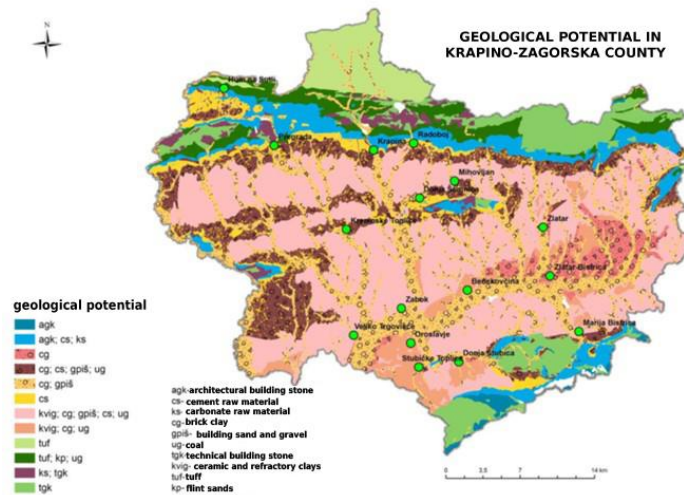 N
GEOLOGICAL POTENTIAL IN
KRAPINO-ZAGORSKA COUNTY
Radoboj
Krapina
Mihovljan
Zlatar
Zlatar Bistrica
Bedekovčina
Zabok
Veliko Trgovišće
Oroslavje
Marija Bistrica
Stubičke Toplice
Donja Stubica
geological potential
agk
agk; cs; ks
cg
cg; cs; gpiš; ug
cg; gpiš
cs
kvig; cg; gpiš; cs; ug
kvig; cg; ug
tuf
tuf; kp; ug
ks; tgk
tgk
agk- architectural building stone
cs- cement raw material
ks- carbonate raw material
cg- brick clay
gpiš- building sand and gravel
ug- coal
tgk- technical building stone
kvig- ceramic and refractory clays
tuf- tuff
kp- flint sands
0 3,5 7 14 km